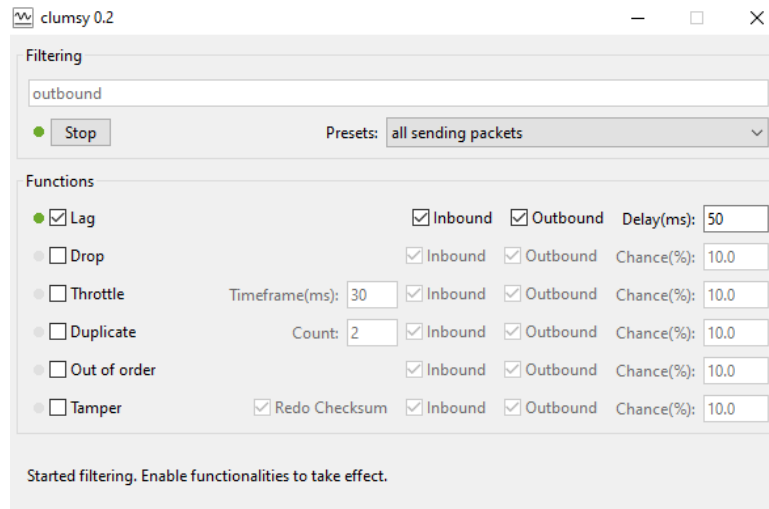 clumsy 0.2
Filtering
outbound
Stop Presets: all sending packets
Functions
Lag Inbound Outbound Delay(ms): 50
Drop Inbound Outbound Chance(%): 10.0
Throttle Timeframe(ms): 30 Inbound Outbound Chance(%): 10.0
Duplicate Count: 2 Inbound Outbound Chance(%): 10.0
Out of order Inbound Outbound Chance(%): 10.0
Tamper Redo Checksum Inbound Outbound Chance(%): 10.0
Started filtering. Enable functionalities to take effect.